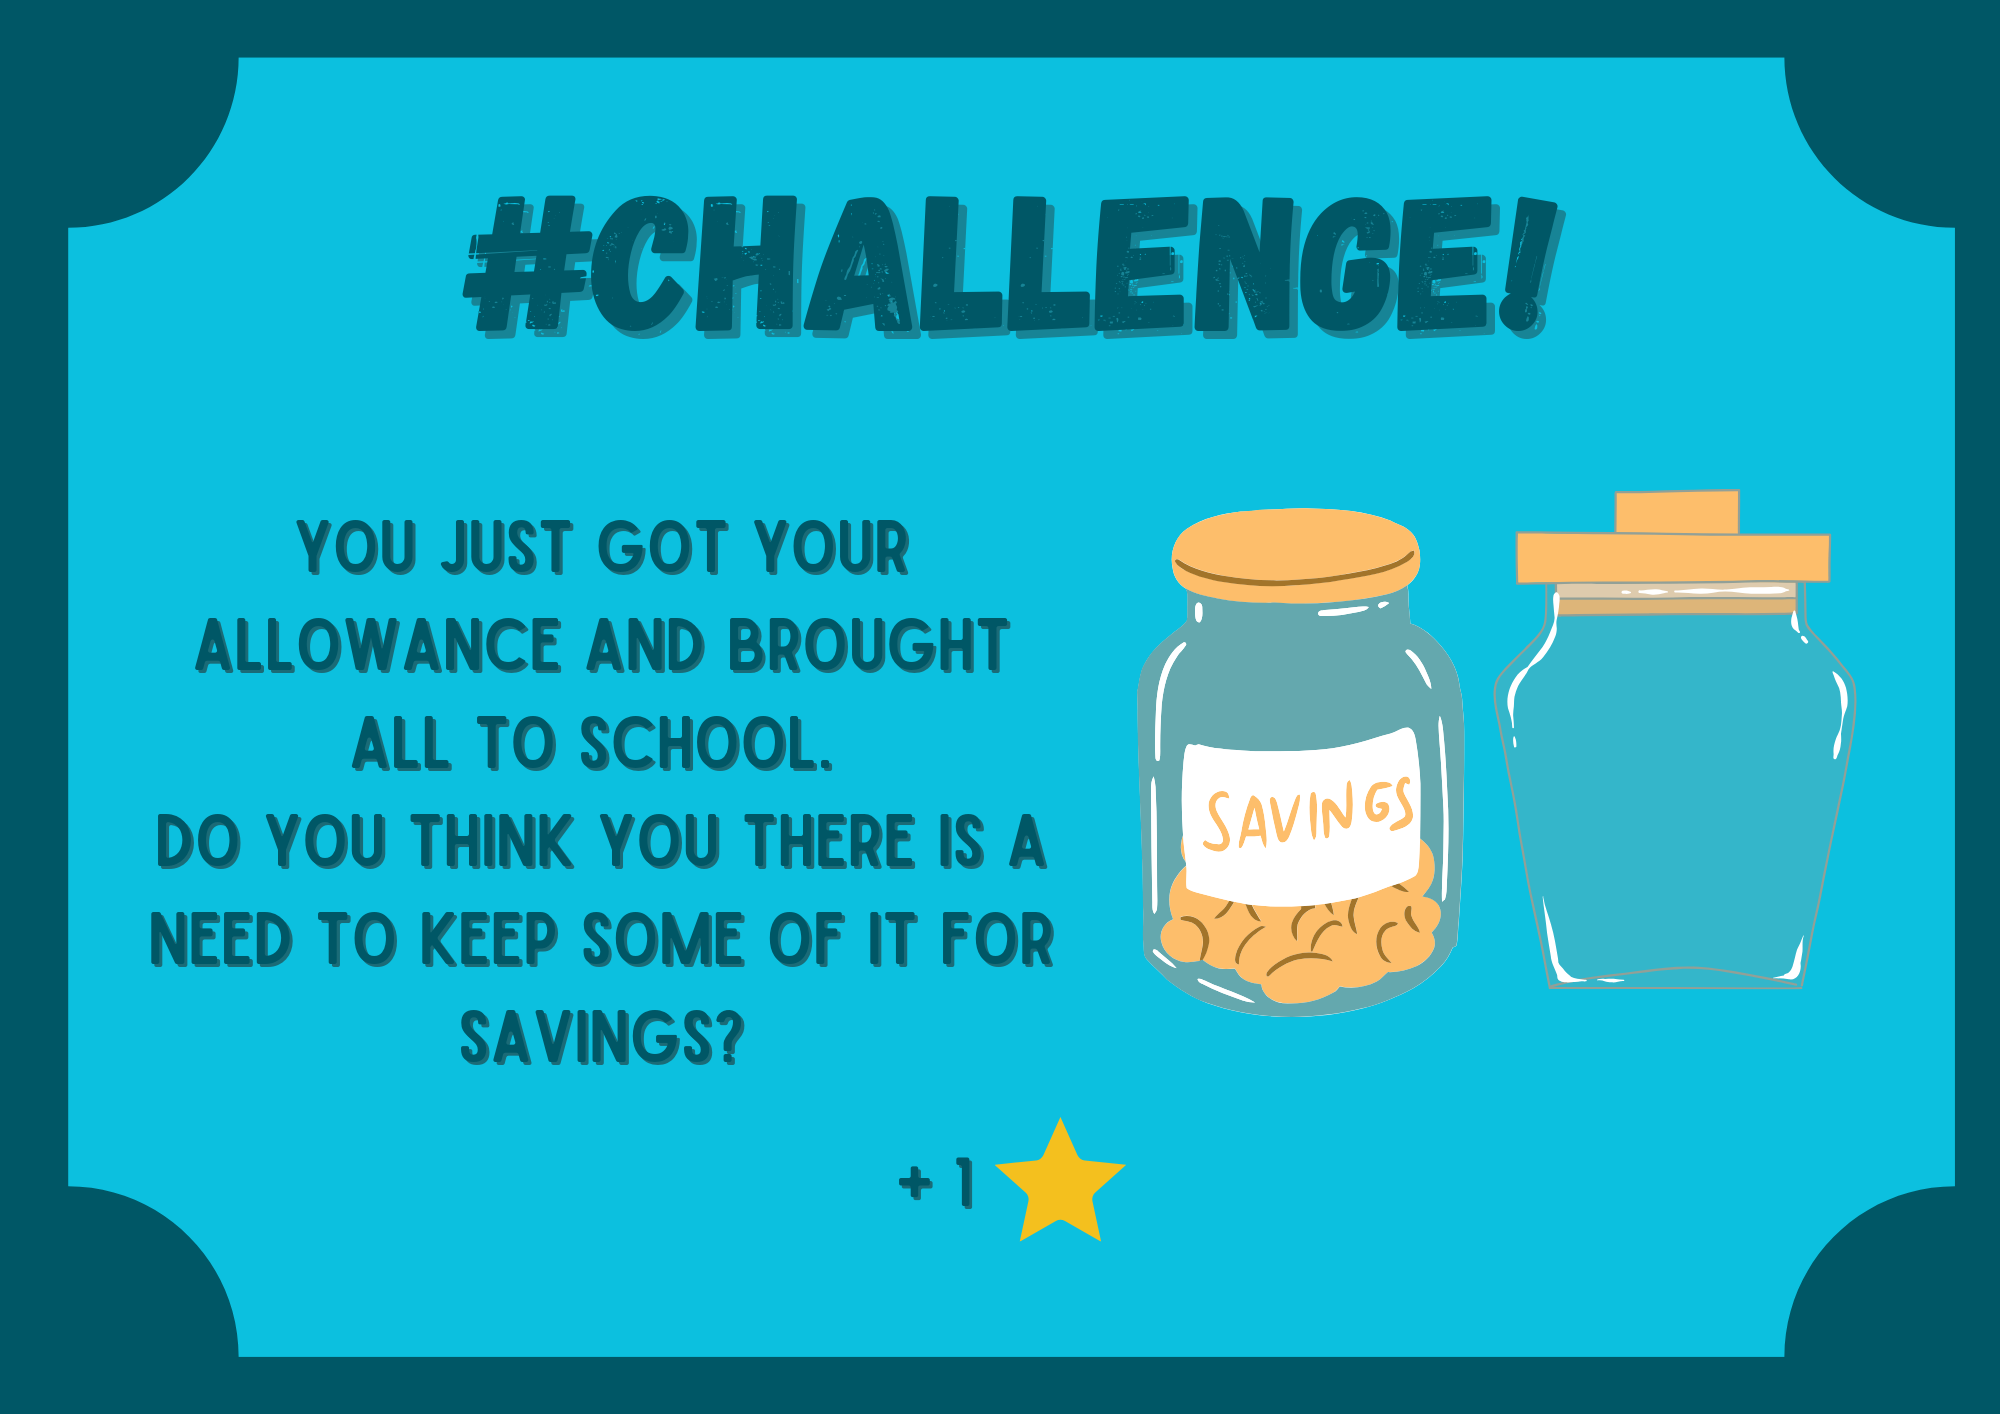 #CHALLENGE!
YOU JUST GOT YOUR
ALLOWANCE AND BROUGHT
ALL TO SCHOOL.
DO YOU THINK YOU THERE IS A
NEED TO KEEP SOME OF IT FOR
SAVINGS?
SAVINGS
+ 1